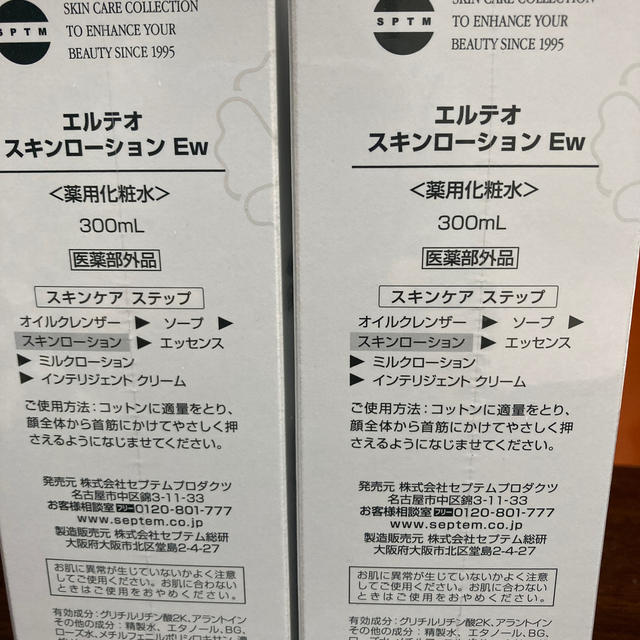 SKIN CARE COLLECTION
SPTM TO ENHANCE YOUR
BEAUTY SINCE 1995
エルテオ
スキンローション Ew
＜薬用化粧水＞
300mL
医薬部外品
スキンケア ステップ
オイルクレンザー ▶ ソープ ▶
スキンローション ▶ エッセンス
▶ ミルクローション
▶ インテリジェント クリーム
ご使用方法：コットンに適量をとり、
顔全体から首筋にかけてやさしく押
さえるようになじませてください。
発売元 株式会社セプテムプロダクツ
名古屋市中区錦3-11-33
お客様相談室 フリー 0120-801-777
www.septem.co.jp
製造販売元 株式会社セプテム総研
大阪府大阪市北区堂島2-4-27
お肌に異常が生じていないかよく注意
してご使用ください。お肌に合わない
ときはご使用をおやめください。
有効成分：グリチルリチン酸2K、アラントイン
その他の成分：精製水、エタノール、BG、
ローズ水、メチルフェニルポリシロキサン、濃
SKIN CARE COLLECTION
SPTM TO ENHANCE YOUR
BEAUTY SINCE 1995
エルテオ
スキンローション Ew
＜薬用化粧水＞
300mL
医薬部外品
スキンケア ステップ
オイルクレンザー ▶ ソープ ▶
スキンローション ▶ エッセンス
▶ ミルクローション
▶ インテリジェント クリーム
ご使用方法：コットンに適量をとり、
顔全体から首筋にかけてやさしく押
さえるようになじませてください。
発売元 株式会社セプテムプロダクツ
名古屋市中区錦3-11-33
お客様相談室 フリー 0120-801-777
www.septem.co.jp
製造販売元 株式会社セプテム総研
大阪府大阪市北区堂島2-4-27
お肌に異常が生じていないかよく注意
してご使用ください。お肌に合わない
ときはご使用をおやめください。
有効成分：グリチルリチン酸2K、アラントイン
その他の成分：精製水、エタノール、BG、